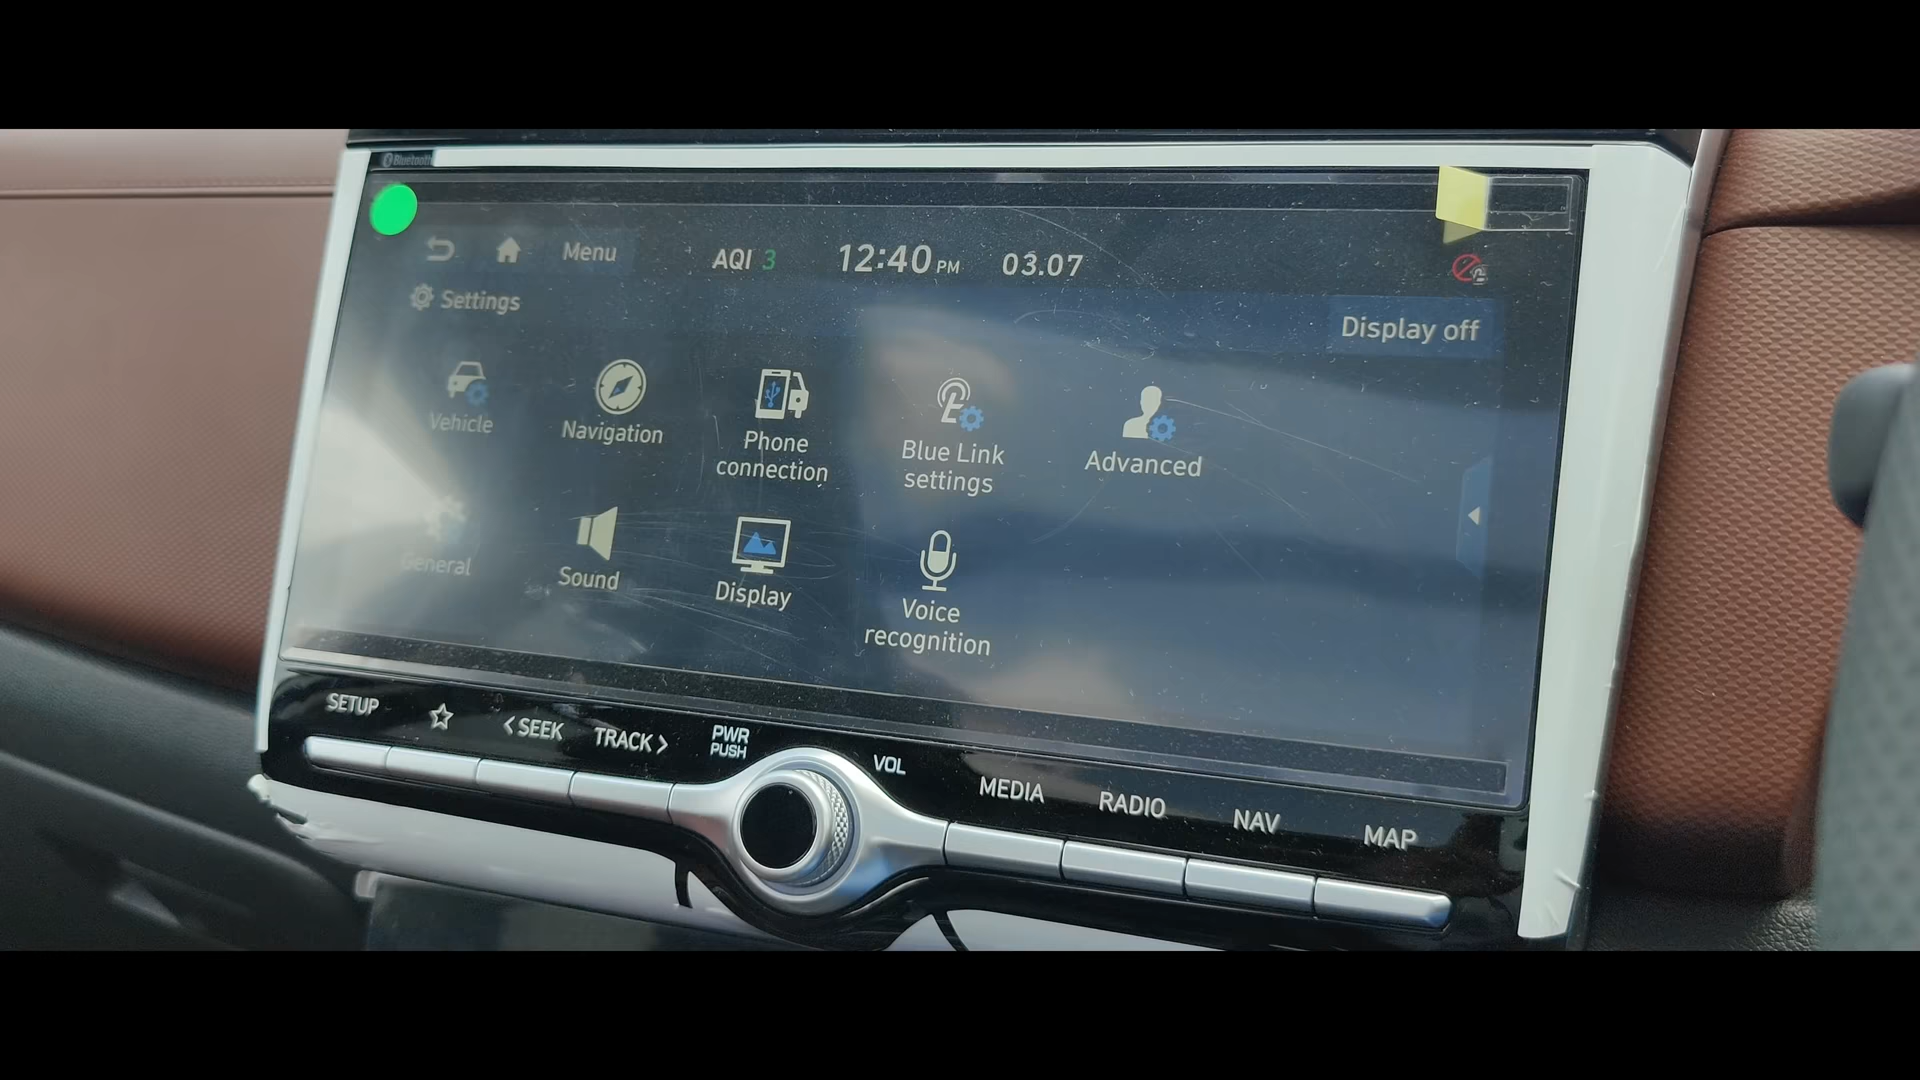 Bluetooth
Menu
AQI 3
12:40 PM
03.07
Settings
Display off
Vehicle
Navigation
Phone
connection
Blue Link
settings
Advanced
General
Sound
Display
Voice
recognition
SETUP
< SEEK
TRACK >
PWR
PUSH
VOL
MEDIA
RADIO
NAV
MAP